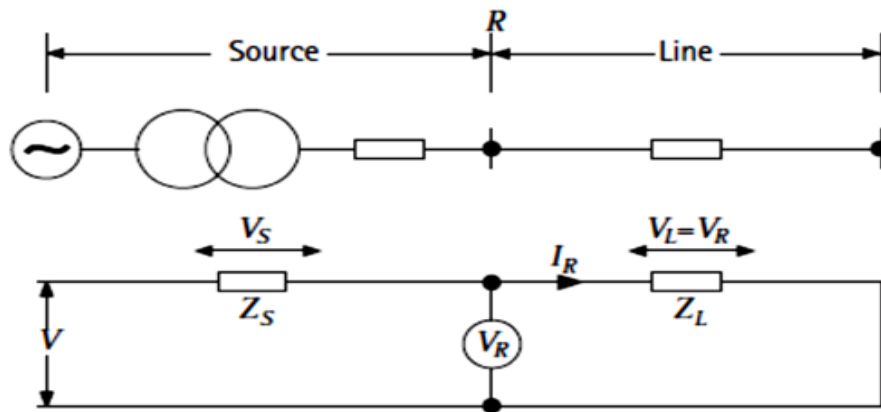 R
Source
Line
V_S
V_L=V_R
I_R
Z_S
Z_L
V
V_R